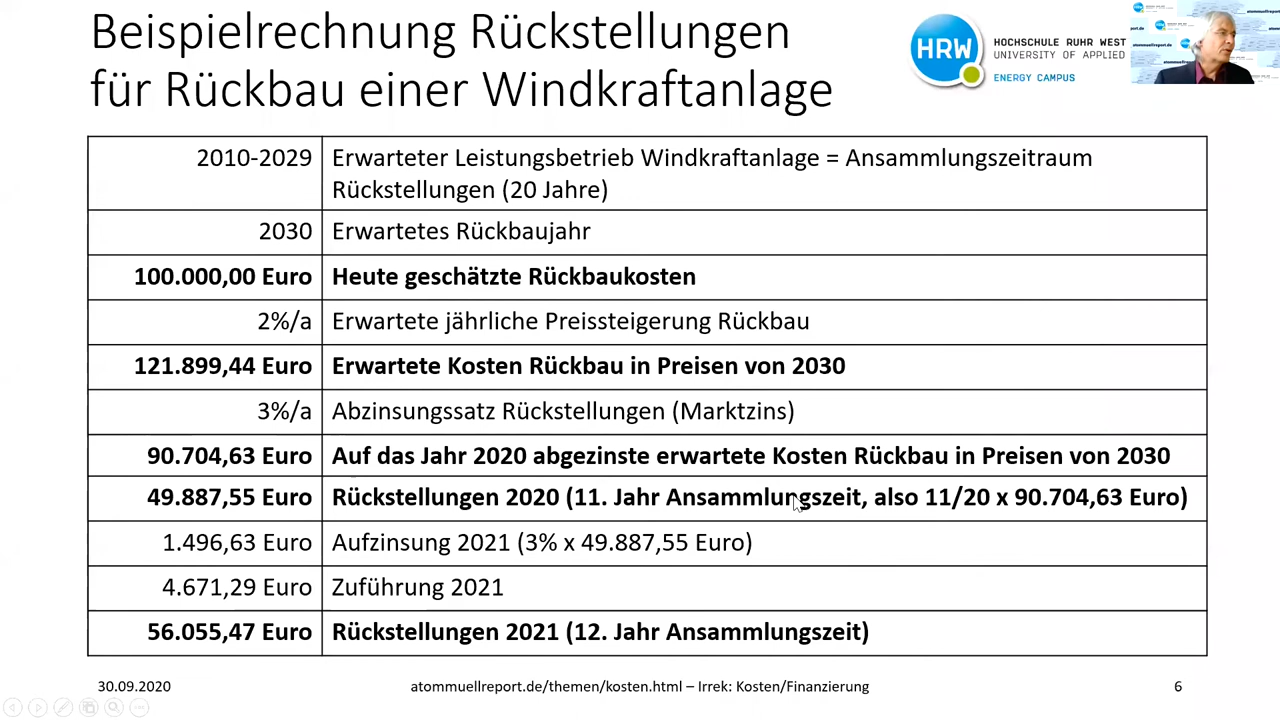 Beispielrechnung Rückstellungen
für Rückbau einer Windkraftanlage
HRW
HOCHSCHULE RUHR WEST
UNIVERSITY OF APPLIED
ENERGY CAMPUS
2010-2029 Erwarteter Leistungsbetrieb Windkraftanlage = Ansammlungszeitraum
Rückstellungen (20 Jahre)
2030 Erwartetes Rückbaujahr
100.000,00 Euro Heute geschätzte Rückbaukosten
2%/a Erwartete jährliche Preissteigerung Rückbau
121.899,44 Euro Erwartete Kosten Rückbau in Preisen von 2030
3%/a Abzinsungssatz Rückstellungen (Marktzins)
90.704,63 Euro Auf das Jahr 2020 abgezinste erwartete Kosten Rückbau in Preisen von 2030
49.887,55 Euro Rückstellungen 2020 (11. Jahr Ansammlungszeit, also 11/20 x 90.704,63 Euro)
1.496,63 Euro Aufzinsung 2021 (3% x 49.887,55 Euro)
4.671,29 Euro Zuführung 2021
56.055,47 Euro Rückstellungen 2021 (12. Jahr Ansammlungszeit)
30.09.2020 atommuellreport.de/themen/kosten.html – Irrek: Kosten/Finanzierung 6